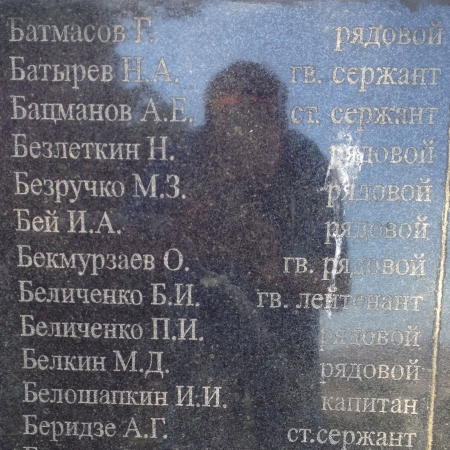 Батмасов Г. рядовой
Батырев Н.А. гв. сержант
Бацманов А.Е. ст. сержант
Безлеткин Н. рядовой
Безручко М.З. рядовой
Бей И.А. рядовой
Бекмурзаев О. гв. рядовой
Беличенко Б.И. гв. лейтенант
Беличенко П.И. рядовой
Белкин М.Д. рядовой
Белошапкин И.И. капитан
Беридзе А.Г. ст.сержант